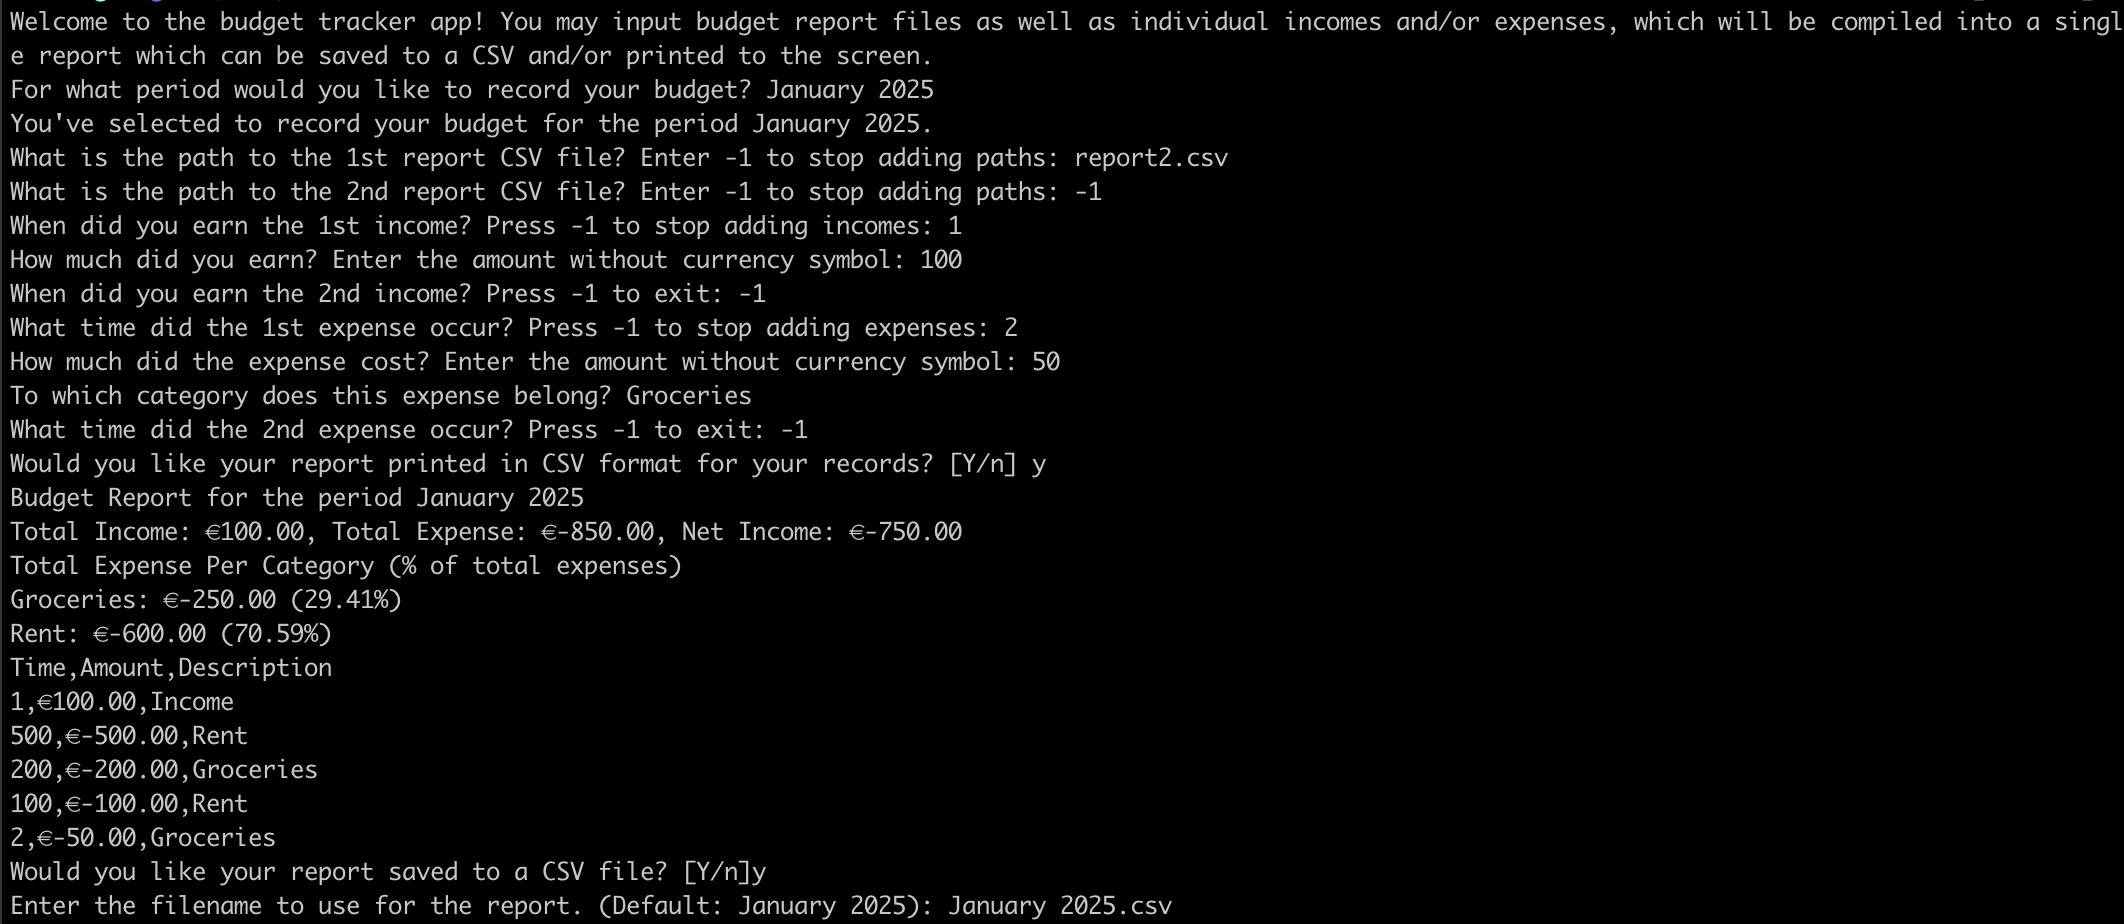 Welcome to the budget tracker app! You may input budget report files as well as individual incomes and/or expenses, which will be compiled into a singl
e report which can be saved to a CSV and/or printed to the screen.
For what period would you like to record your budget? January 2025
You've selected to record your budget for the period January 2025.
What is the path to the 1st report CSV file? Enter -1 to stop adding paths: report2.csv
What is the path to the 2nd report CSV file? Enter -1 to stop adding paths: -1
When did you earn the 1st income? Press -1 to stop adding incomes: 1
How much did you earn? Enter the amount without currency symbol: 100
When did you earn the 2nd income? Press -1 to exit: -1
What time did the 1st expense occur? Press -1 to stop adding expenses: 2
How much did the expense cost? Enter the amount without currency symbol: 50
To which category does this expense belong? Groceries
What time did the 2nd expense occur? Press -1 to exit: -1
Would you like your report printed in CSV format for your records? [Y/n] y
Budget Report for the period January 2025
Total Income: €100.00, Total Expense: €-850.00, Net Income: €-750.00
Total Expense Per Category (% of total expenses)
Groceries: €-250.00 (29.41%)
Rent: €-600.00 (70.59%)
Time,Amount,Description
1,€100.00,Income
500,€-500.00,Rent
200,€-200.00,Groceries
100,€-100.00,Rent
2,€-50.00,Groceries
Would you like your report saved to a CSV file? [Y/n]y
Enter the filename to use for the report. (Default: January 2025): January 2025.csv